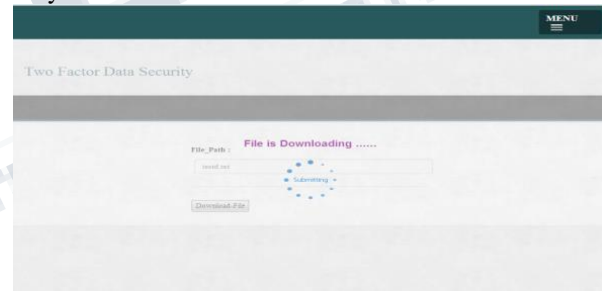 MENU
Two Factor Data Security
File is Downloading ......
File_Path :
Submitting
Download-File